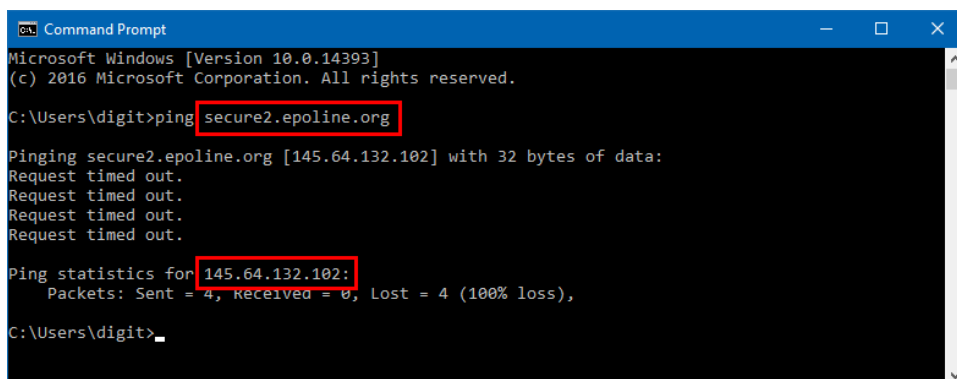 Command Prompt
Microsoft Windows [Version 10.0.14393]
(c) 2016 Microsoft Corporation. All rights reserved.
C:\Users\digit>ping secure2.epoline.org
Pinging secure2.epoline.org [145.64.132.102] with 32 bytes of data:
Request timed out.
Request timed out.
Request timed out.
Request timed out.
Ping statistics for 145.64.132.102:
Packets: Sent = 4, Received = 0, Lost = 4 (100% loss),
C:\Users\digit>